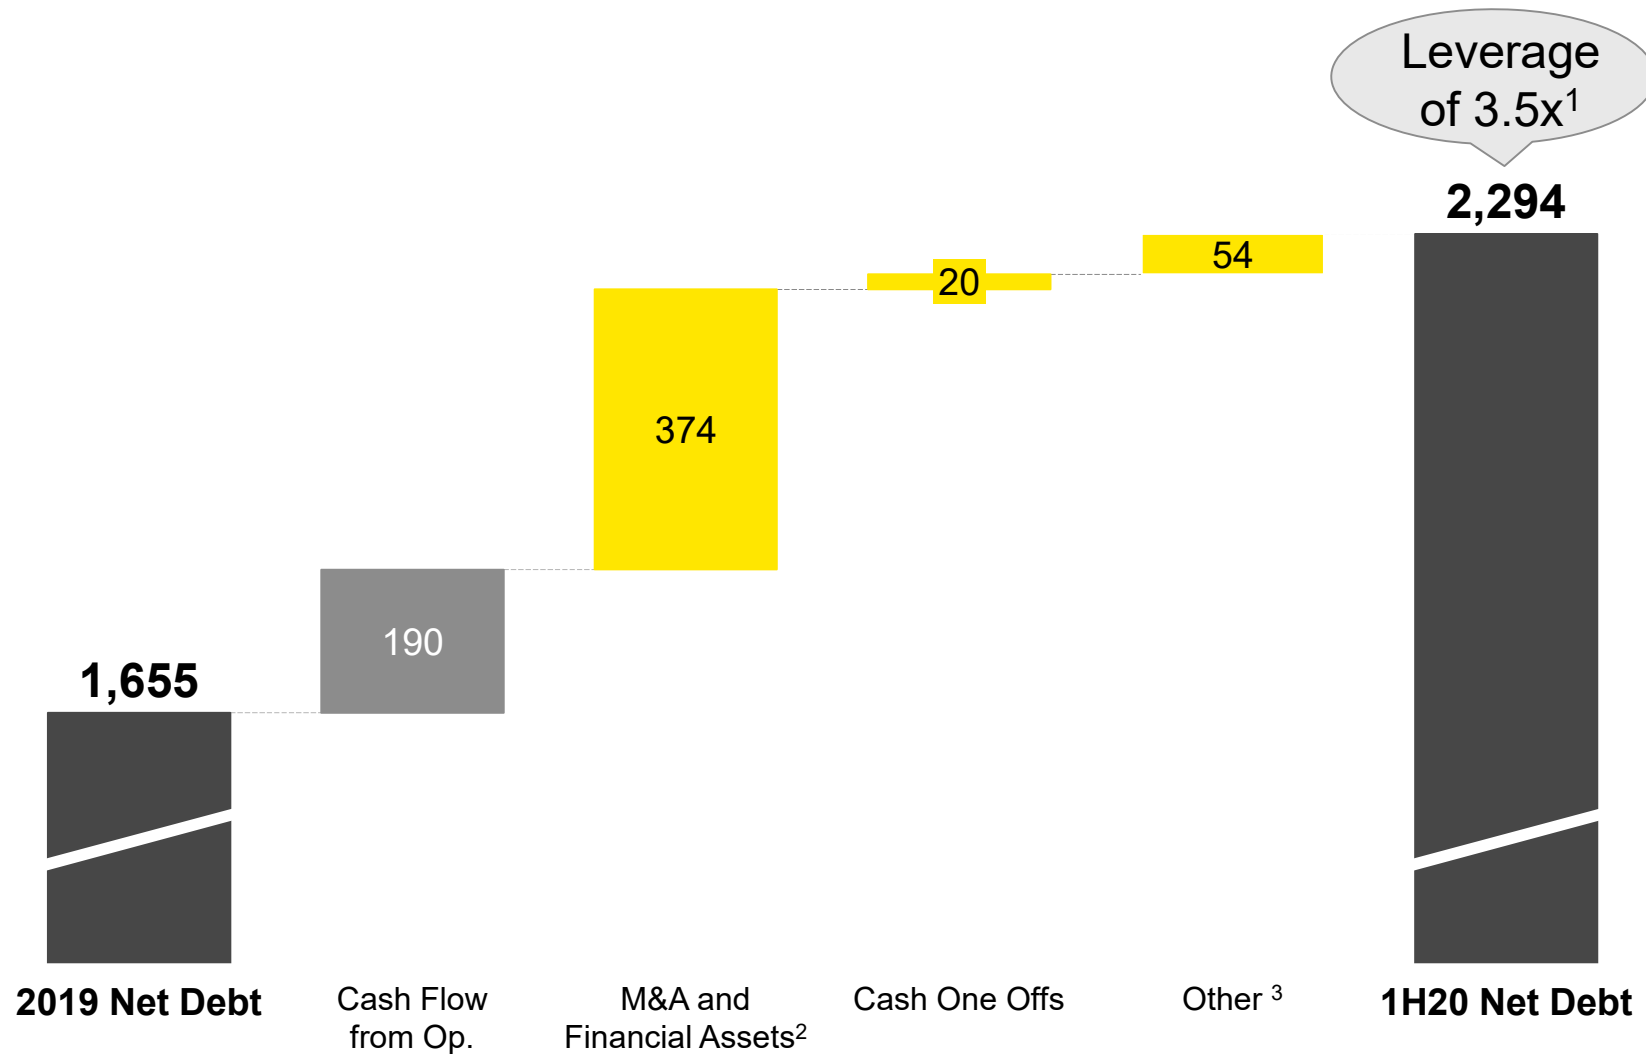 Leverage
of 3.5x¹
2,294
54
20
374
190
1,655
2019 Net Debt
Cash Flow
from Op.
M&A and
Financial Assets²
Cash One Offs
Other ³
1H20 Net Debt